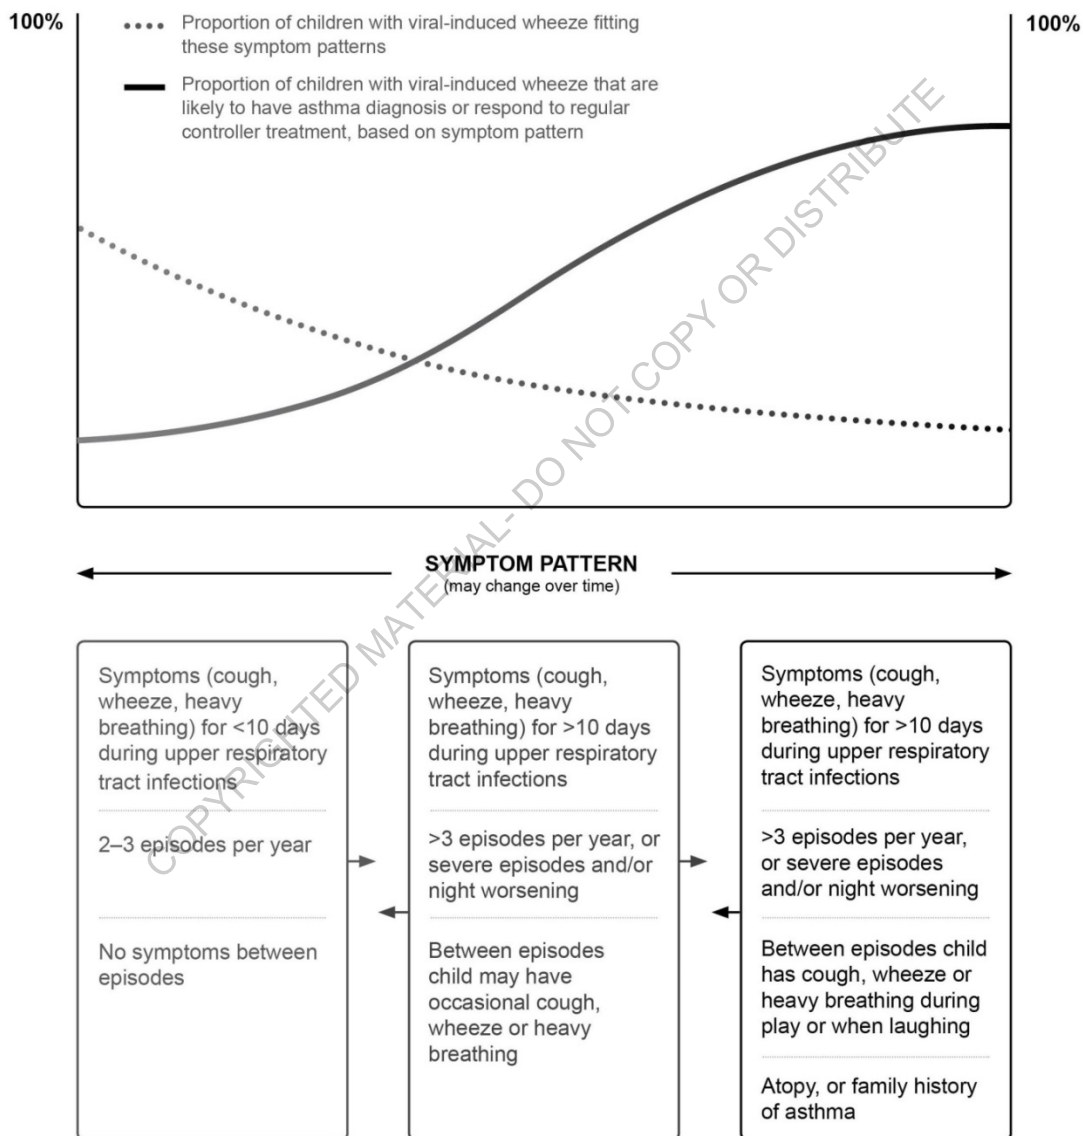 100%
Proportion of children with viral-induced wheeze fitting
these symptom patterns
100%
Proportion of children with viral-induced wheeze that are
likely to have asthma diagnosis or respond to regular
controller treatment, based on symptom pattern
COPYRIGHTED MATERIAL- DO NOT COPY OR DISTRIBUTE
SYMPTOM PATTERN
(may change over time)
Symptoms (cough,
wheeze, heavy
breathing) for <10 days
during upper respiratory
tract infections
2–3 episodes per year
No symptoms between
episodes
Symptoms (cough,
wheeze, heavy
breathing) for >10 days
during upper respiratory
tract infections
>3 episodes per year, or
severe episodes and/or
night worsening
Between episodes
child may have
occasional cough,
wheeze or heavy
breathing
Symptoms (cough,
wheeze, heavy
breathing) for >10 days
during upper respiratory
tract infections
>3 episodes per year,
or severe episodes
and/or night worsening
Between episodes child
has cough, wheeze or
heavy breathing during
play or when laughing
Atopy, or family history
of asthma